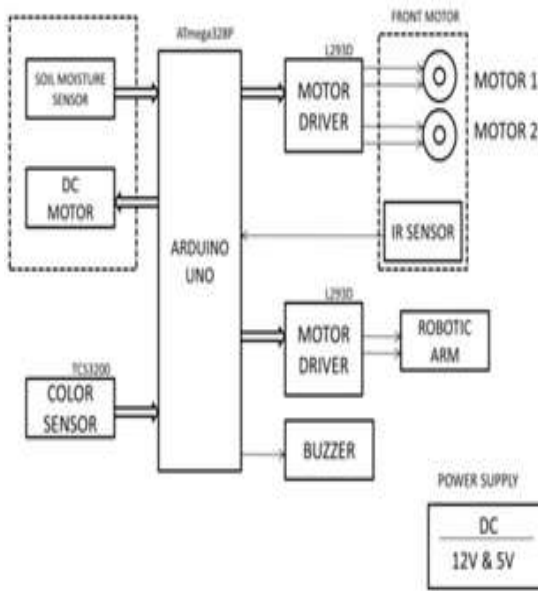 ATmega328P
SOIL MOISTURE
SENSOR
DC
MOTOR
TCS3200
COLOR
SENSOR
ARDUINO
UNO
L293D
MOTOR
DRIVER
FRONT MOTOR
MOTOR 1
MOTOR 2
IR SENSOR
L293D
MOTOR
DRIVER
ROBOTIC
ARM
BUZZER
POWER SUPPLY
DC
12V & 5V